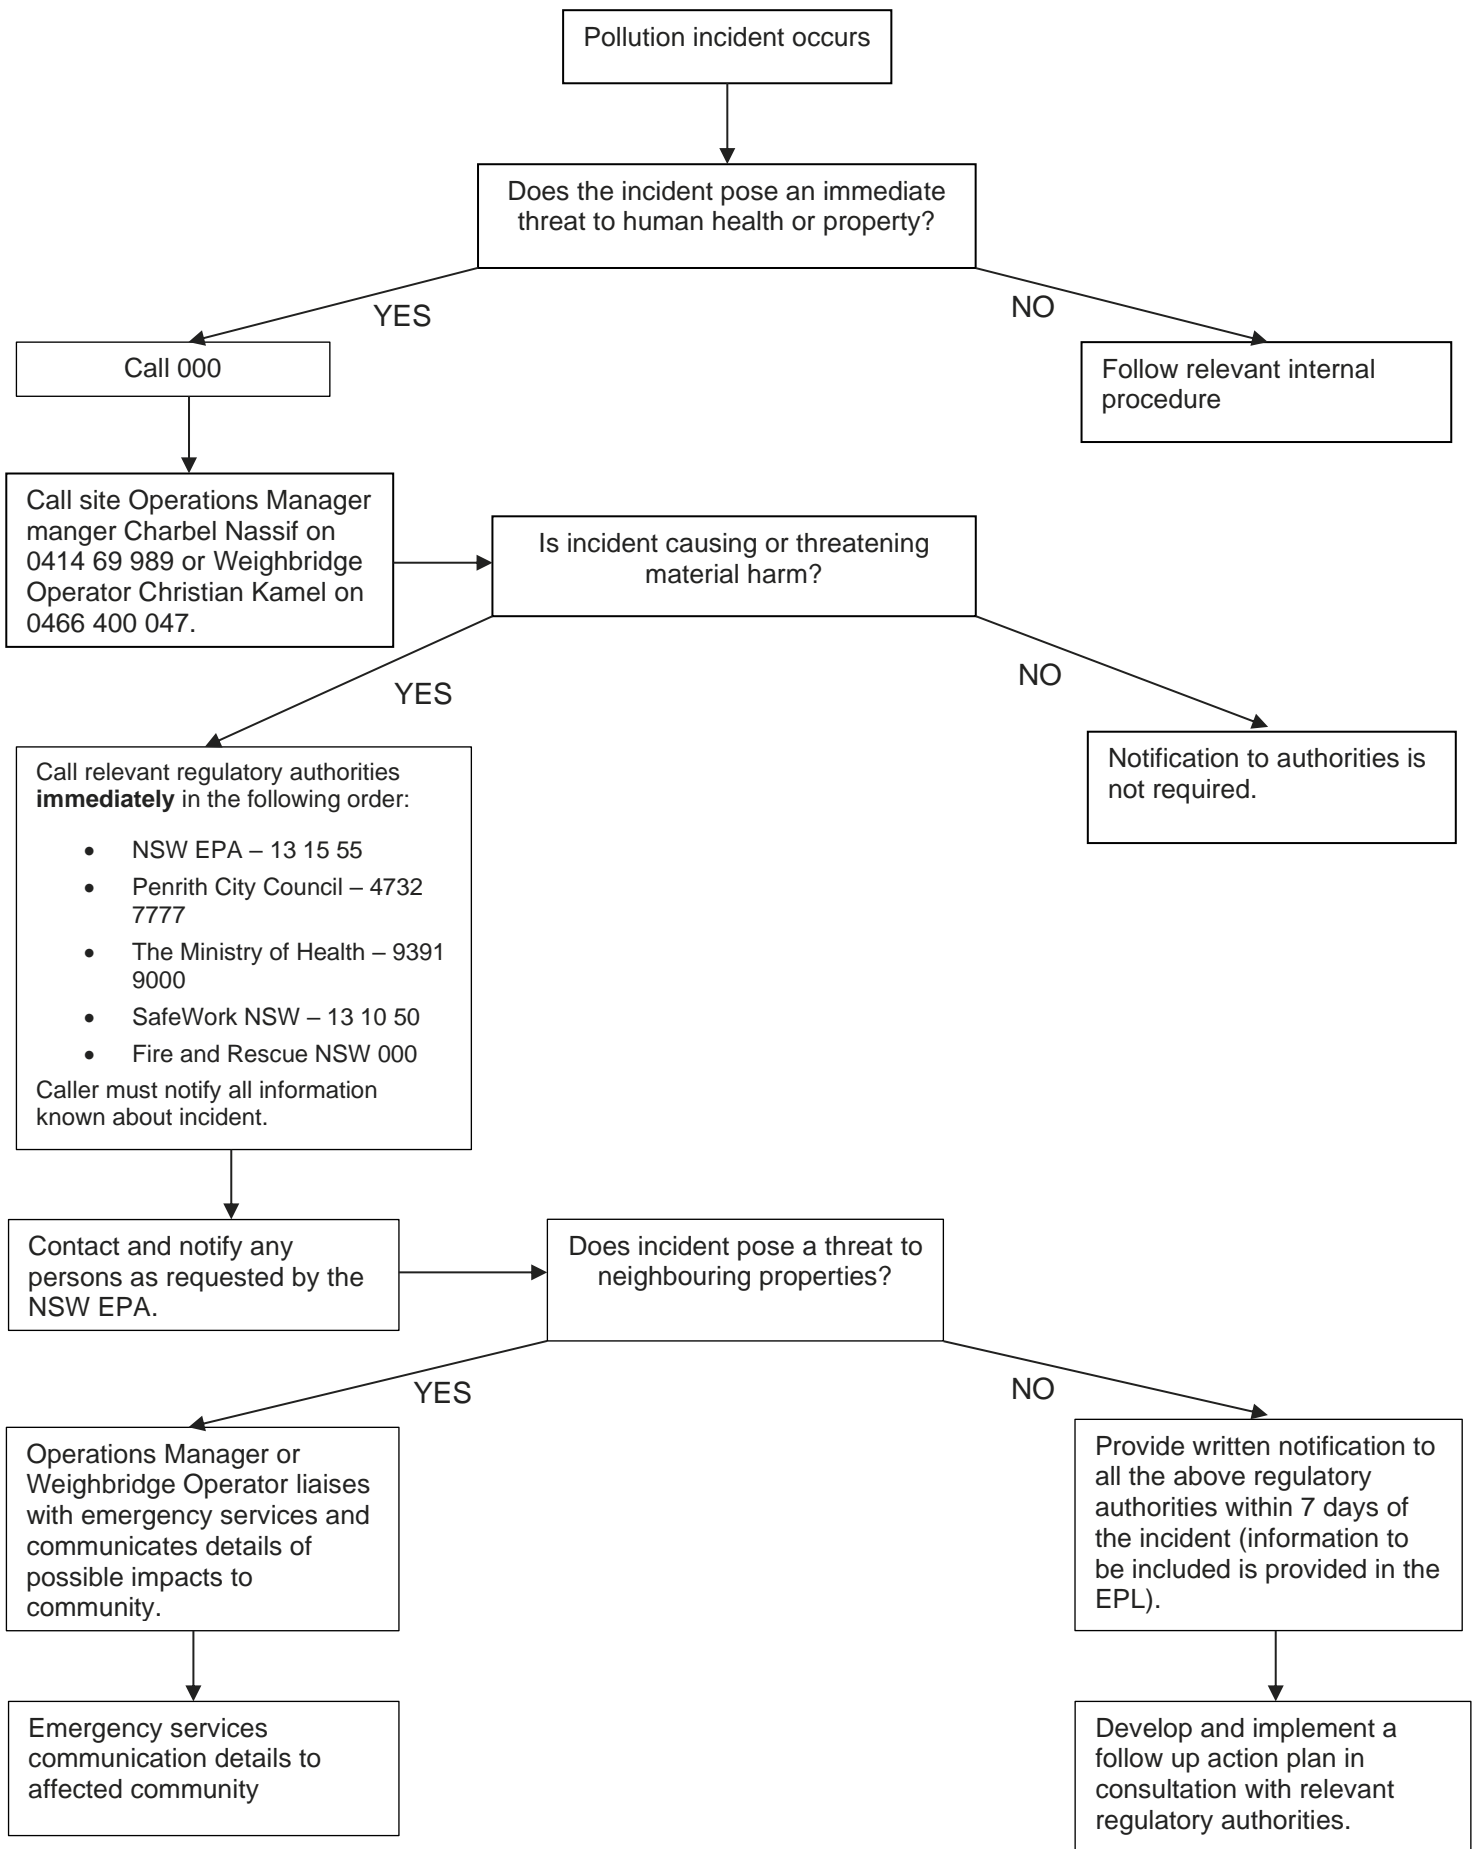 Pollution incident occurs
Does the incident pose an immediate
threat to human health or property?
YES
NO
Call 000
Follow relevant internal
procedure
Call site Operations Manager
manger Charbel Nassif on
0414 69 989 or Weighbridge
Operator Christian Kamel on
0466 400 047.
Is incident causing or threatening
material harm?
YES
NO
Call relevant regulatory authorities
immediately in the following order:
• NSW EPA – 13 15 55
• Penrith City Council – 4732
7777
• The Ministry of Health – 9391
9000
• SafeWork NSW – 13 10 50
• Fire and Rescue NSW 000
Caller must notify all information
known about incident.
Notification to authorities is
not required.
Contact and notify any
persons as requested by the
NSW EPA.
Does incident pose a threat to
neighbouring properties?
YES
NO
Operations Manager or
Weighbridge Operator liaises
with emergency services and
communicates details of
possible impacts to
community.
Provide written notification to
all the above regulatory
authorities within 7 days of
the incident (information to
be included is provided in the
EPL).
Emergency services
communication details to
affected community
Develop and implement a
follow up action plan in
consultation with relevant
regulatory authorities.